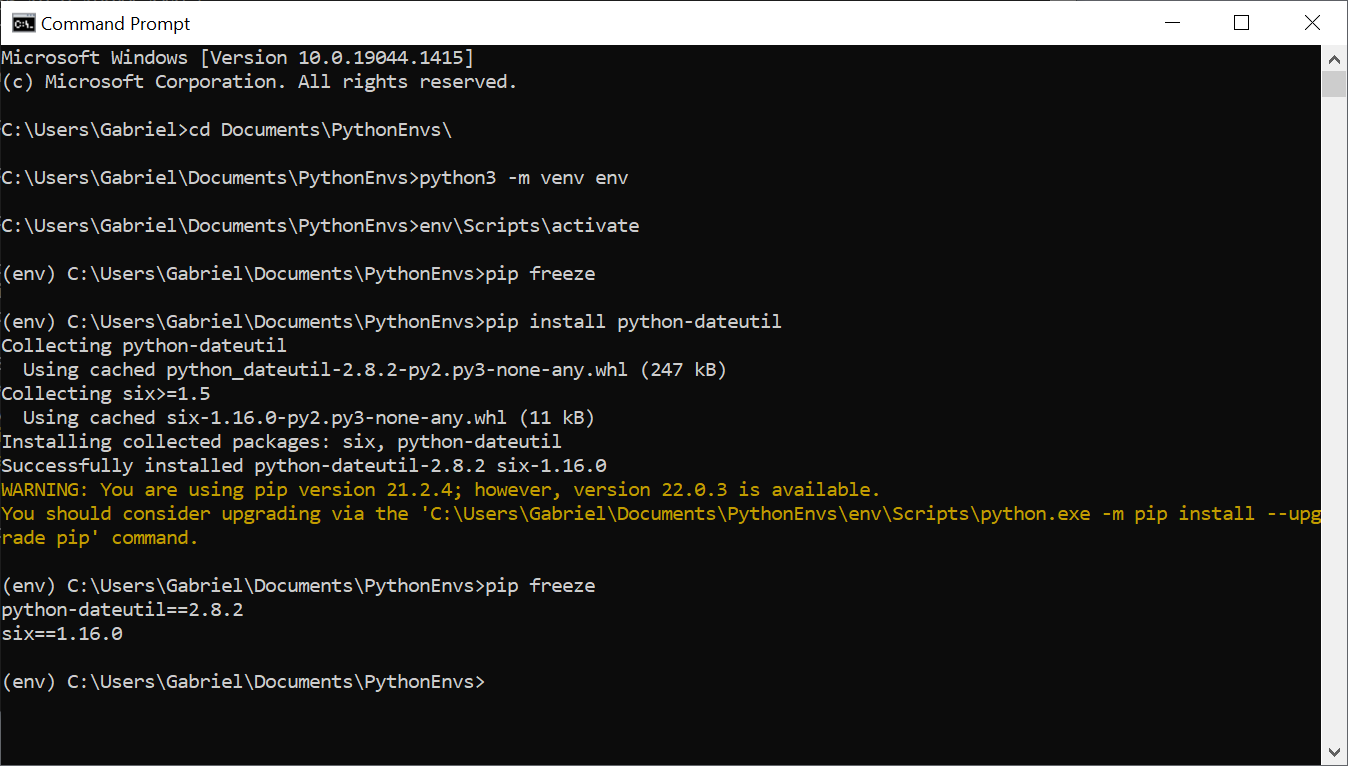 Command Prompt
Microsoft Windows [Version 10.0.19044.1415]
(c) Microsoft Corporation. All rights reserved.
C:\Users\Gabriel>cd Documents\PythonEnvs\
C:\Users\Gabriel\Documents\PythonEnvs>python3 -m venv env
C:\Users\Gabriel\Documents\PythonEnvs>env\Scripts\activate
(env) C:\Users\Gabriel\Documents\PythonEnvs>pip freeze
(env) C:\Users\Gabriel\Documents\PythonEnvs>pip install python-dateutil
Collecting python-dateutil
  Using cached python_dateutil-2.8.2-py2.py3-none-any.whl (247 kB)
Collecting six>=1.5
  Using cached six-1.16.0-py2.py3-none-any.whl (11 kB)
Installing collected packages: six, python-dateutil
Successfully installed python-dateutil-2.8.2 six-1.16.0
WARNING: You are using pip version 21.2.4; however, version 22.0.3 is available.
You should consider upgrading via the 'C:\Users\Gabriel\Documents\PythonEnvs\env\Scripts\python.exe -m pip install --upg
rade pip' command.
(env) C:\Users\Gabriel\Documents\PythonEnvs>pip freeze
python-dateutil==2.8.2
six==1.16.0
(env) C:\Users\Gabriel\Documents\PythonEnvs>